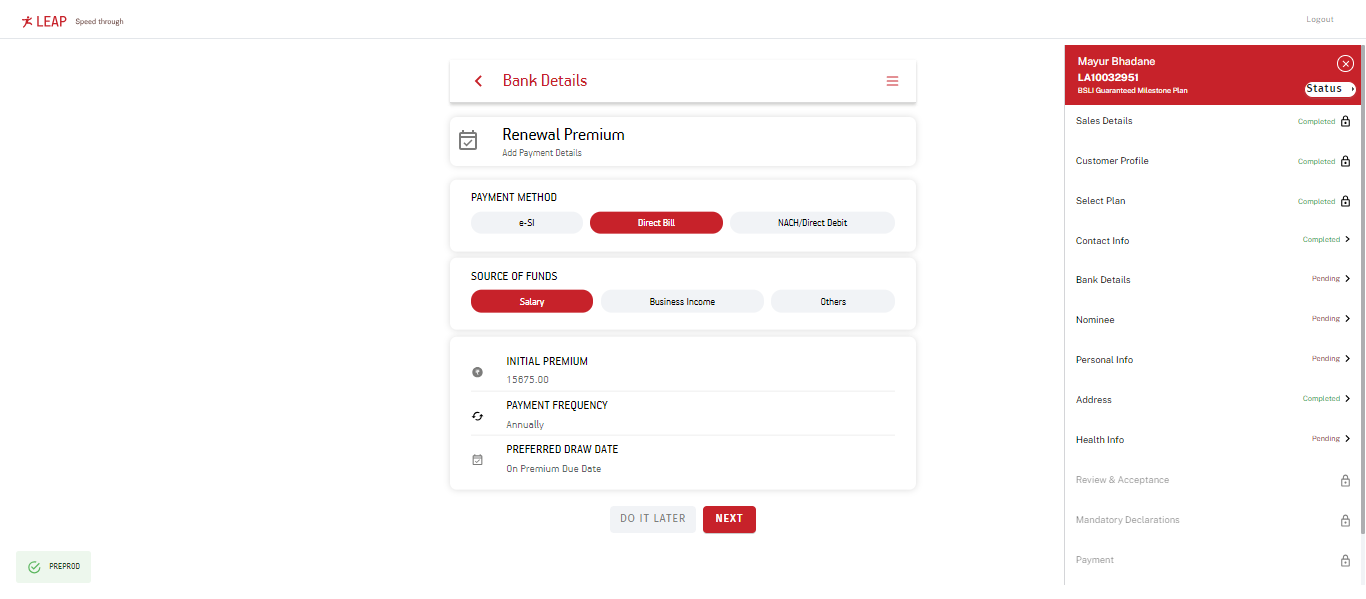 LEAP Speed through
Logout
Bank Details
Renewal Premium
Add Payment Details
PAYMENT METHOD
e-SI Direct Bill NACH/Direct Debit
SOURCE OF FUNDS
Salary Business Income Others
INITIAL PREMIUM
15675.00
PAYMENT FREQUENCY
Annually
PREFERRED DRAW DATE
On Premium Due Date
DO IT LATER NEXT
PREPROD
Mayur Bhadane
LA10032951
BSLI Guaranteed Milestone Plan
Status
Sales Details Completed
Customer Profile Completed
Select Plan Completed
Contact Info Completed
Bank Details Pending
Nominee Pending
Personal Info Pending
Address Completed
Health Info Pending
Review & Acceptance
Mandatory Declarations
Payment